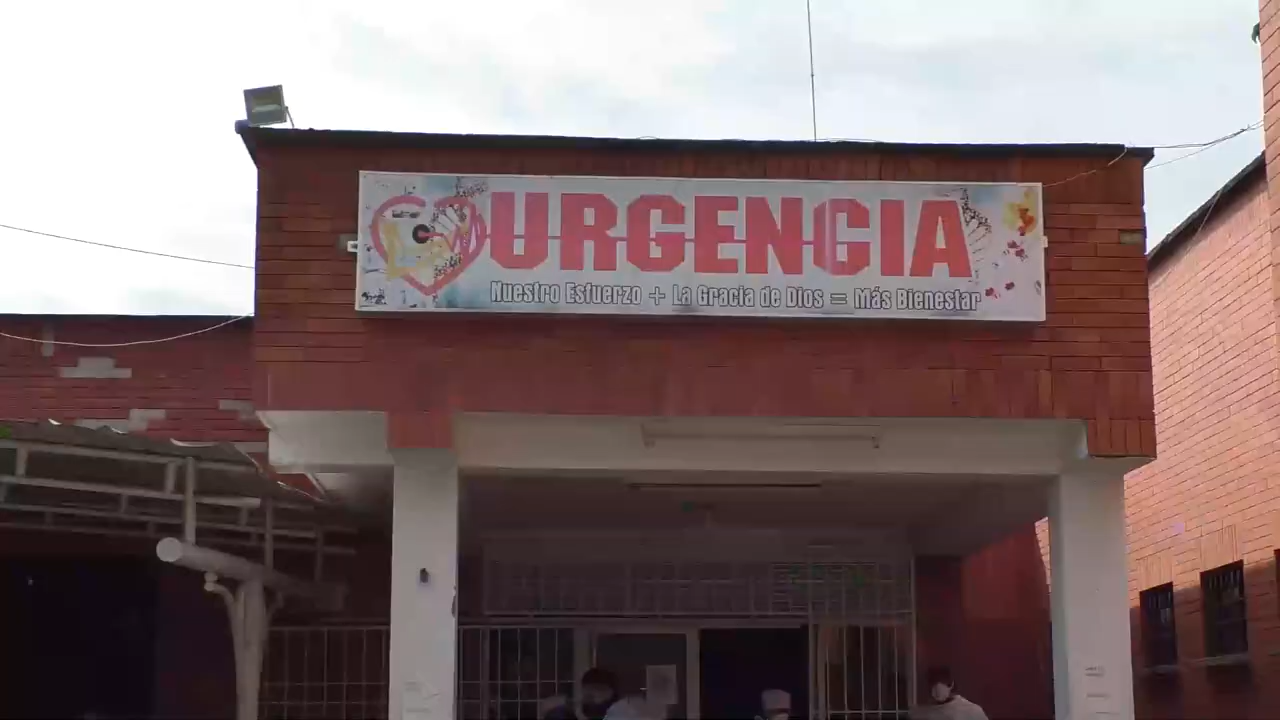 URGENCIA
Nuestro Esfuerzo + La Gracia de Dios = Más Bienestar